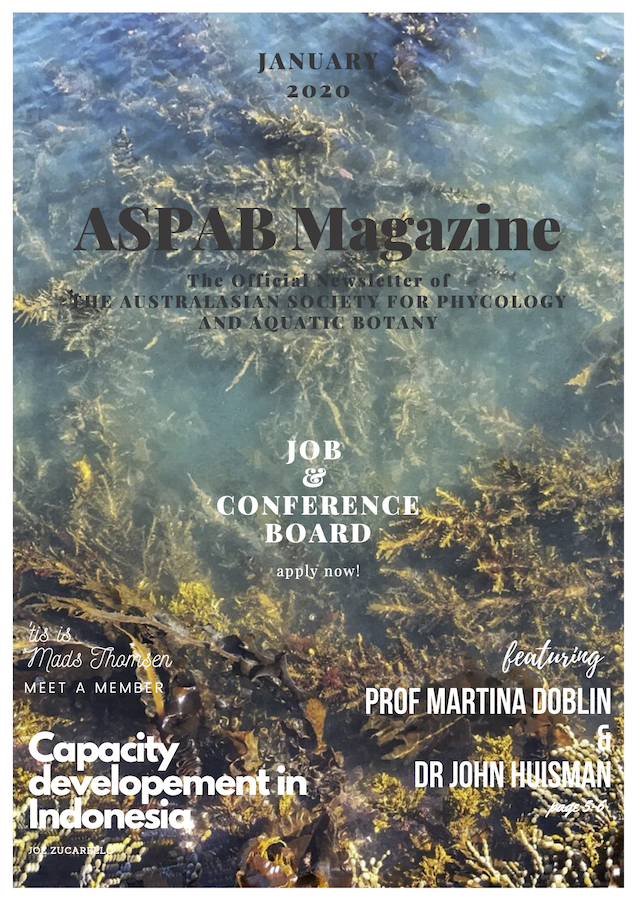 JANUARY
2020
ASPAB Magazine
The Official Newsletter of
THE AUSTRALASIAN SOCIETY FOR PHYCOLOGY
AND AQUATIC BOTANY
JOB
&
CONFERENCE
BOARD
apply now!
'tis is
Mads Thomsen
MEET A MEMBER
Capacity
developement in
Indonesia
JOE ZUCARELLO
featuring
PROF MARTINA DOBLIN
&
DR JOHN HUISMAN
page 5-6